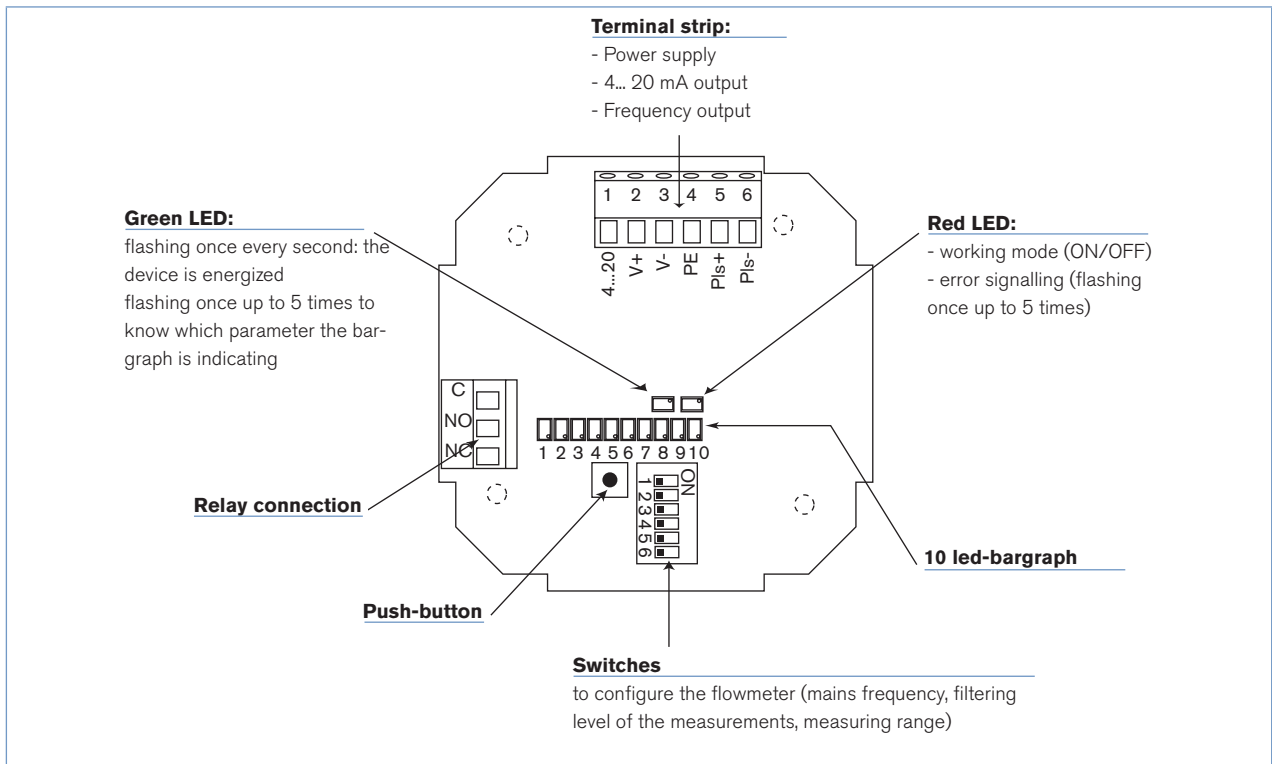 Terminal strip:
- Power supply
- 4... 20 mA output
- Frequency output
1 2 3 4 5 6
4...20
V+
V-
PE
Pls+
Pls-
Green LED:
flashing once every second: the
device is energized
flashing once up to 5 times to
know which parameter the bar-
graph is indicating
Red LED:
- working mode (ON/OFF)
- error signalling (flashing
once up to 5 times)
C
NO
NC
1 2 3 4 5 6 7 8 9 10
ON
1
2
3
4
5
6
Relay connection
10 led-bargraph
Push-button
Switches
to configure the flowmeter (mains frequency, filtering
level of the measurements, measuring range)